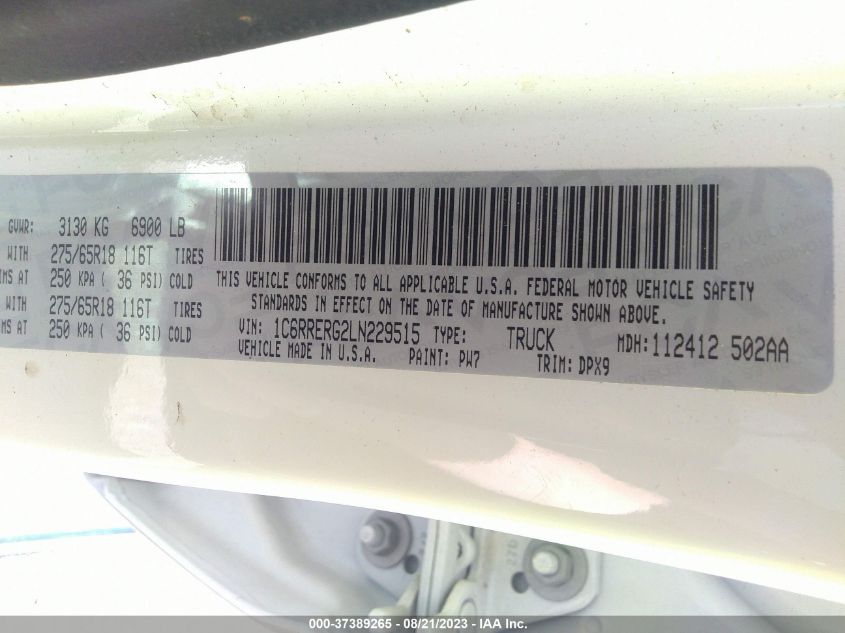 GVWR: 3130 KG 6900 LB
WITH 275/65R18 116T TIRES
MS AT 250 KPA ( 36 PSI) COLD
WITH 275/65R18 116T TIRES
MS AT 250 KPA ( 36 PSI) COLD
THIS VEHICLE CONFORMS TO ALL APPLICABLE U.S.A. FEDERAL MOTOR VEHICLE SAFETY
STANDARDS IN EFFECT ON THE DATE OF MANUFACTURE SHOWN ABOVE.
VIN: 1C6RRERG2LN229515 TYPE: TRUCK MDH:112412 502AA
VEHICLE MADE IN U.S.A. PAINT: PW7 TRIM: DPX9
000-37389265 - 08/21/2023 - IAA Inc.